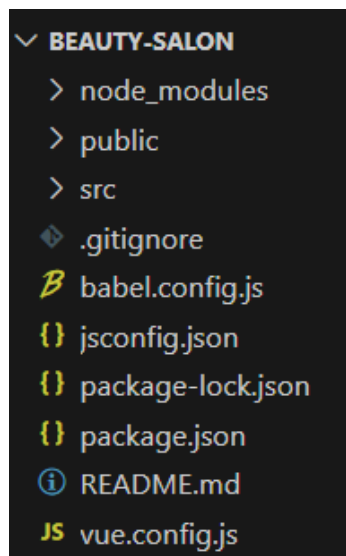 BEAUTY-SALON
node_modules
public
src
.gitignore
babel.config.js
{} jsconfig.json
{} package-lock.json
{} package.json
README.md
JS vue.config.js